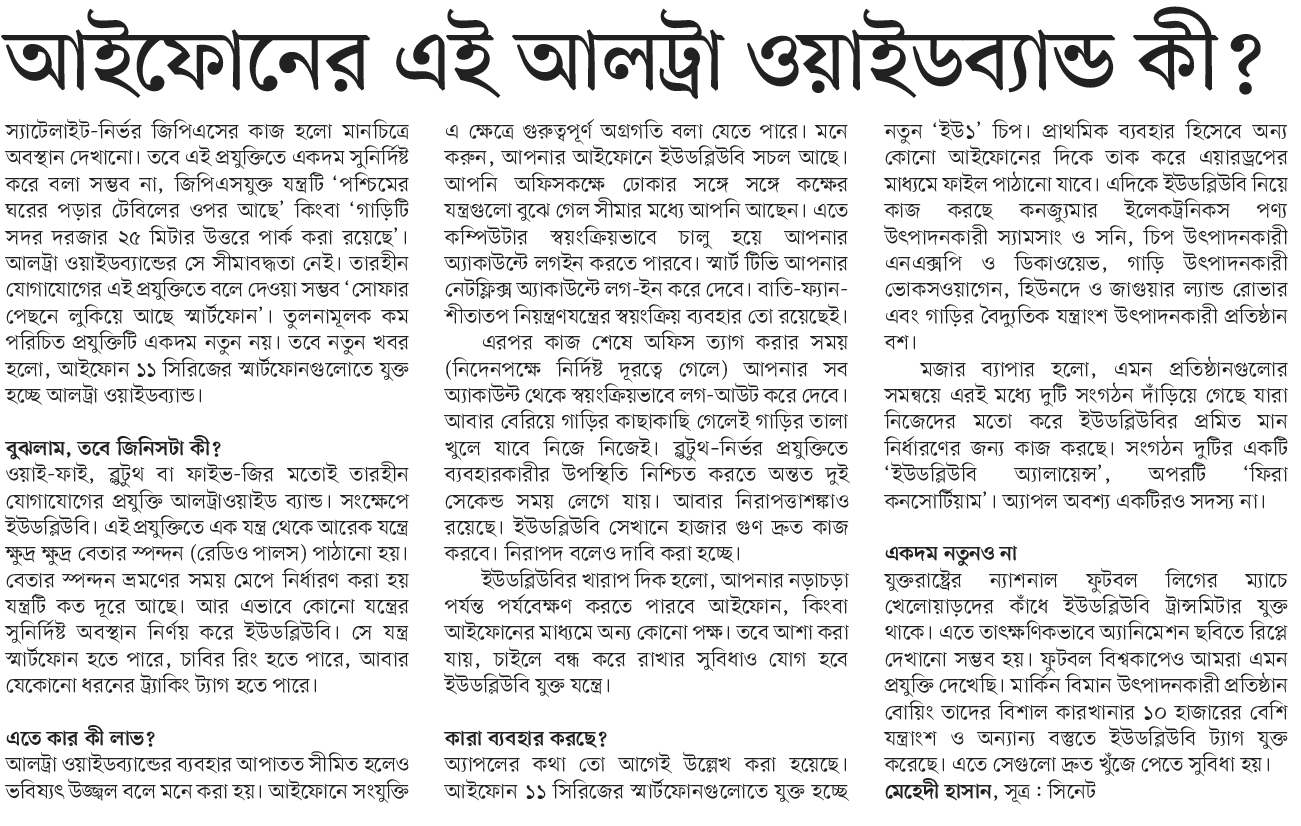 আইফোনের এই আলট্রা ওয়াইডব্যান্ড কী?
স্যাটেলাইট-নির্ভর জিপিএসের কাজ হলো মানচিত্রে
অবস্থান দেখানো। তবে এই প্রযুক্তিতে একদম সুনির্দিষ্ট
করে বলা সম্ভব না, জিপিএসযুক্ত যন্ত্রটি ‘পশ্চিমের
ঘরের পড়ার টেবিলের ওপর আছে’ কিংবা ‘গাড়িটি
সদর দরজার ২৫ মিটার উত্তরে পার্ক করা রয়েছে’।
আলট্রা ওয়াইডব্যান্ডের সে সীমাবদ্ধতা নেই। তারহীন
যোগাযোগের এই প্রযুক্তিতে বলে দেওয়া সম্ভব ‘সোফার
পেছনে লুকিয়ে আছে স্মার্টফোন’। তুলনামূলক কম
পরিচিত প্রযুক্তিটি একদম নতুন নয়। তবে নতুন খবর
হলো, আইফোন ১১ সিরিজের স্মার্টফোনগুলোতে যুক্ত
হচ্ছে আলট্রা ওয়াইডব্যান্ড।
বুঝলাম, তবে জিনিসটা কী?
ওয়াই-ফাই, ব্লুটুথ বা ফাইভ-জির মতোই তারহীন
যোগাযোগের প্রযুক্তি আলট্রাওয়াইড ব্যান্ড। সংক্ষেপে
ইউডব্লিউবি। এই প্রযুক্তিতে এক যন্ত্র থেকে আরেক যন্ত্রে
ক্ষুদ্র ক্ষুদ্র বেতার স্পন্দন (রেডিও পালস) পাঠানো হয়।
বেতার স্পন্দন ভ্রমণের সময় মেপে নির্ধারণ করা হয়
যন্ত্রটি কত দূরে আছে। আর এভাবে কোনো যন্ত্রের
সুনির্দিষ্ট অবস্থান নির্ণয় করে ইউডব্লিউবি। সে যন্ত্র
স্মার্টফোন হতে পারে, চাবির রিং হতে পারে, আবার
যেকোনো ধরনের ট্র্যাকিং ট্যাগ হতে পারে।
এতে কার কী লাভ?
আলট্রা ওয়াইডব্যান্ডের ব্যবহার আপাতত সীমিত হলেও
ভবিষ্যৎ উজ্জ্বল বলে মনে করা হয়। আইফোনে সংযুক্তি
এ ক্ষেত্রে গুরুত্বপূর্ণ অগ্রগতি বলা যেতে পারে। মনে
করুন, আপনার আইফোনে ইউডব্লিউবি সচল আছে।
আপনি অফিসকক্ষে ঢোকার সঙ্গে সঙ্গে কক্ষের
যন্ত্রগুলো বুঝে গেল সীমার মধ্যে আপনি আছেন। এতে
কম্পিউটার স্বয়ংক্রিয়ভাবে চালু হয়ে আপনার
অ্যাকাউন্টে লগইন করতে পারবে। স্মার্ট টিভি আপনার
নেটফ্লিক্স অ্যাকাউন্টে লগ-ইন করে দেবে। বাতি-ফ্যান-
শীতাতপ নিয়ন্ত্রণযন্ত্রের স্বয়ংক্রিয় ব্যবহার তো রয়েছেই।
এরপর কাজ শেষে অফিস ত্যাগ করার সময়
(নিদেনপক্ষে নির্দিষ্ট দূরত্বে গেলে) আপনার সব
অ্যাকাউন্ট থেকে স্বয়ংক্রিয়ভাবে লগ-আউট করে দেবে।
আবার বেরিয়ে গাড়ির কাছাকাছি গেলেই গাড়ির তালা
খুলে যাবে নিজে নিজেই। ব্লুটুথ-নির্ভর প্রযুক্তিতে
ব্যবহারকারীর উপস্থিতি নিশ্চিত করতে অন্তত দুই
সেকেন্ড সময় লেগে যায়। আবার নিরাপত্তাশঙ্কাও
রয়েছে। ইউডব্লিউবি সেখানে হাজার গুণ দ্রুত কাজ
করবে। নিরাপদ বলেও দাবি করা হচ্ছে।
ইউডব্লিউবির খারাপ দিক হলো, আপনার নড়াচড়া
পর্যন্ত পর্যবেক্ষণ করতে পারবে আইফোন, কিংবা
আইফোনের মাধ্যমে অন্য কোনো পক্ষ। তবে আশা করা
যায়, চাইলে বন্ধ করে রাখার সুবিধাও যোগ হবে
ইউডব্লিউবি যুক্ত যন্ত্রে।
কারা ব্যবহার করছে?
অ্যাপলের কথা তো আগেই উল্লেখ করা হয়েছে।
আইফোন ১১ সিরিজের স্মার্টফোনগুলোতে যুক্ত হচ্ছে
নতুন ‘ইউ১’ চিপ। প্রাথমিক ব্যবহার হিসেবে অন্য
কোনো আইফোনের দিকে তাক করে এয়ারড্রপের
মাধ্যমে ফাইল পাঠানো যাবে। এদিকে ইউডব্লিউবি নিয়ে
কাজ করছে কনজ্যুমার ইলেকট্রনিকস পণ্য
উৎপাদনকারী স্যামসাং ও সনি, চিপ উৎপাদনকারী
এনএক্সপি ও ডিকাওয়েভ, গাড়ি উৎপাদনকারী
ভোকসওয়াগেন, হিউনদে ও জাগুয়ার ল্যান্ড রোভার
এবং গাড়ির বৈদ্যুতিক যন্ত্রাংশ উৎপাদনকারী প্রতিষ্ঠান
বশ।
মজার ব্যাপার হলো, এমন প্রতিষ্ঠানগুলোর
সমন্বয়ে এরই মধ্যে দুটি সংগঠন দাঁড়িয়ে গেছে যারা
নিজেদের মতো করে ইউডব্লিউবির প্রমিত মান
নির্ধারণের জন্য কাজ করছে। সংগঠন দুটির একটি
‘ইউডব্লিউবি অ্যালায়েন্স’, অপরটি ‘ফিরা
কনসোর্টিয়াম’। অ্যাপল অবশ্য একটিরও সদস্য না।
একদম নতুনও না
যুক্তরাষ্ট্রের ন্যাশনাল ফুটবল লিগের ম্যাচে
খেলোয়াড়দের কাঁধে ইউডব্লিউবি ট্রান্সমিটার যুক্ত
থাকে। এতে তাৎক্ষণিকভাবে অ্যানিমেশন ছবিতে রিপ্লে
দেখানো সম্ভব হয়। ফুটবল বিশ্বকাপেও আমরা এমন
প্রযুক্তি দেখেছি। মার্কিন বিমান উৎপাদনকারী প্রতিষ্ঠান
বোয়িং তাদের বিশাল কারখানার ১০ হাজারের বেশি
যন্ত্রাংশ ও অন্যান্য বস্তুতে ইউডব্লিউবি ট্যাগ যুক্ত
করেছে। এতে সেগুলো দ্রুত খুঁজে পেতে সুবিধা হয়।
মেহেদী হাসান, সূত্র : সিনেট